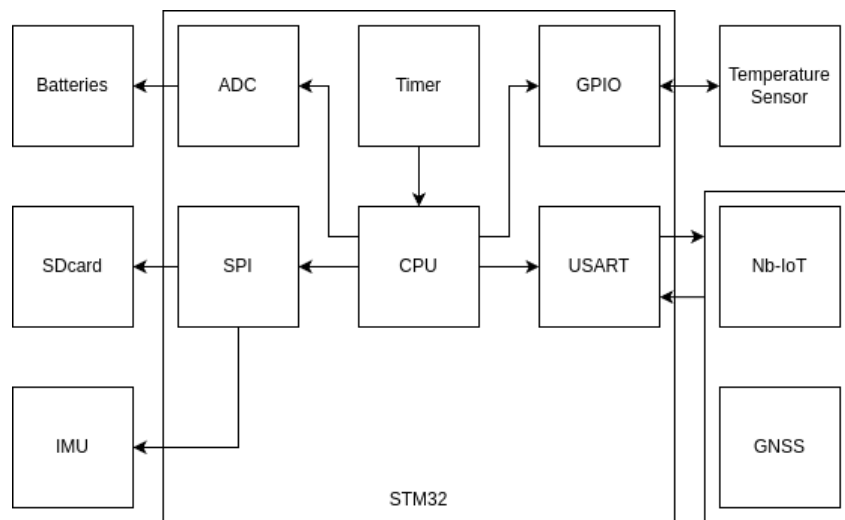 Batteries
ADC
Timer
GPIO
Temperature
Sensor
SDcard
SPI
CPU
USART
Nb-IoT
IMU
GNSS
STM32